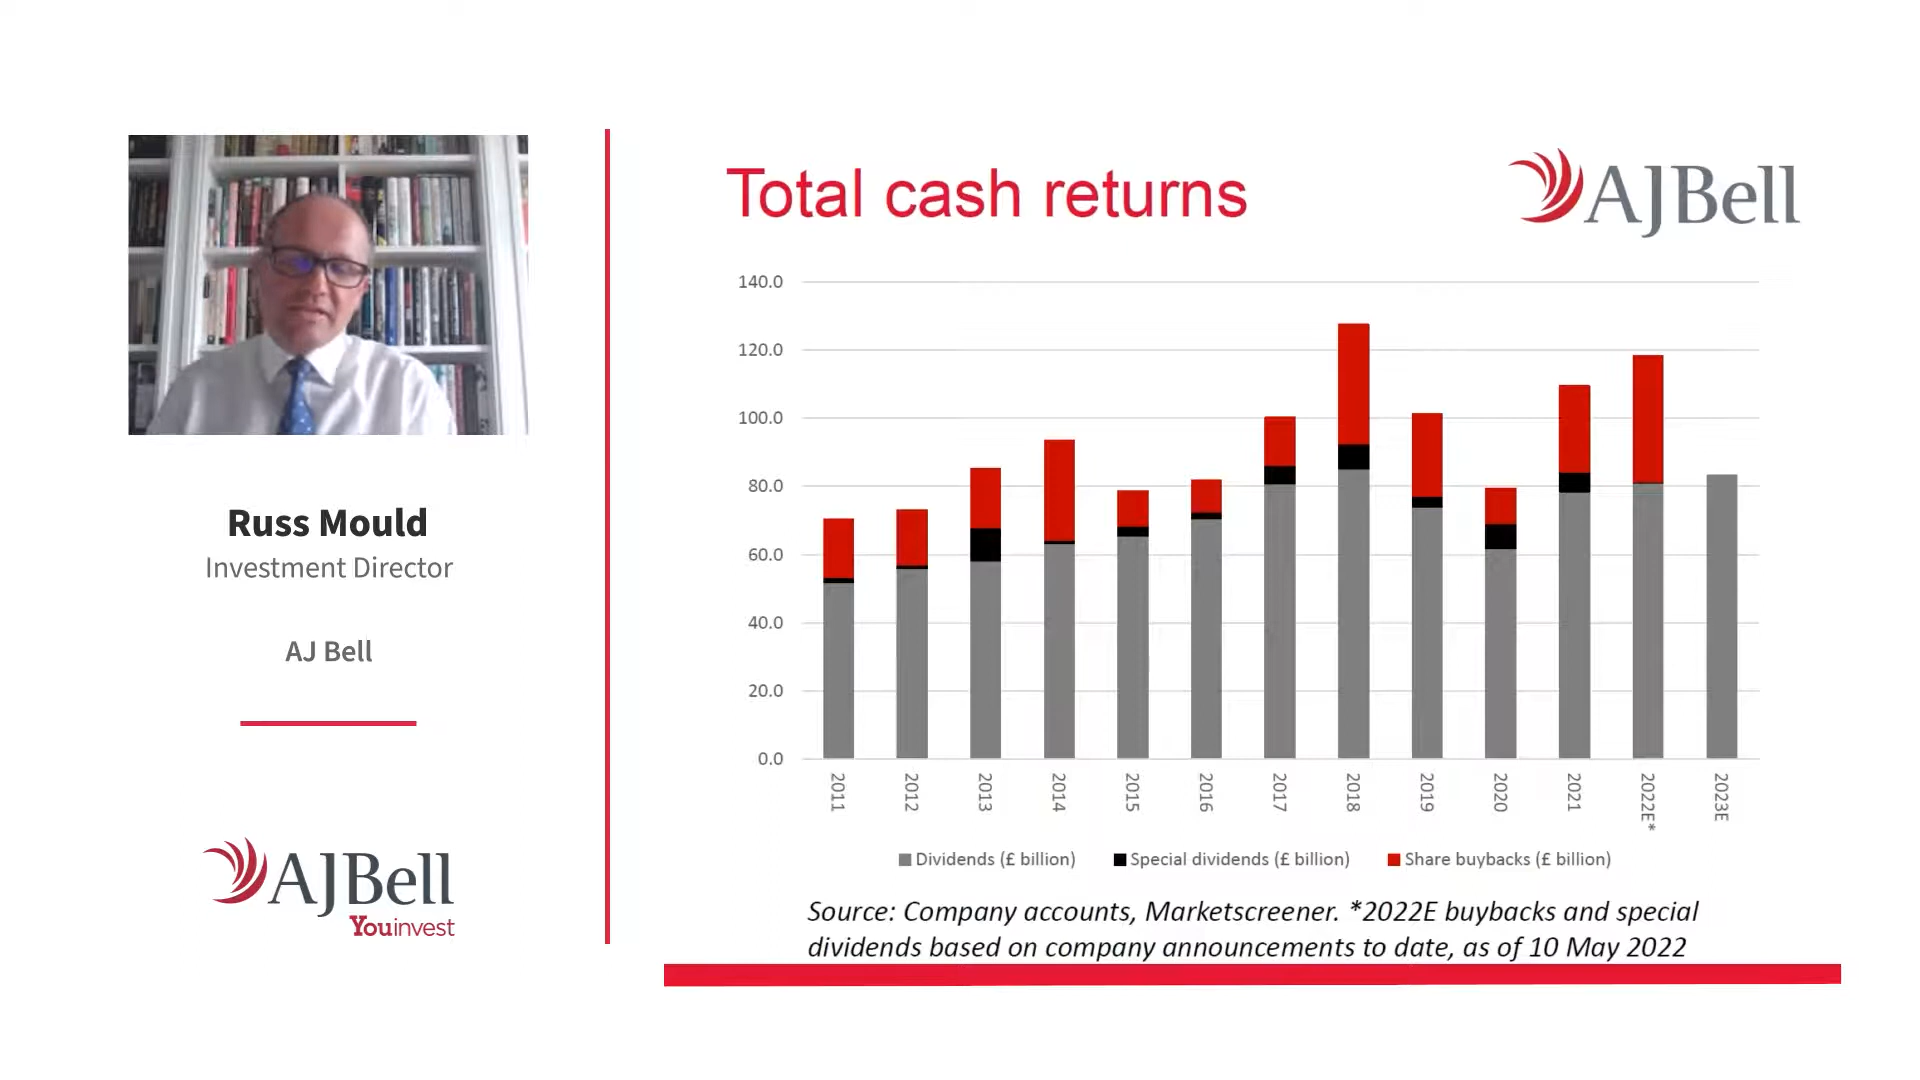 Russ Mould
Investment Director
AJ Bell
AJBell
Youinvest
Total cash returns
AJBell
140.0
120.0
100.0
80.0
60.0
40.0
20.0
0.0
2011
2012
2013
2014
2015
2016
2017
2018
2019
2020
2021
2022E*
2023E
Dividends (£ billion)
Special dividends (£ billion)
Share buybacks (£ billion)
Source: Company accounts, Marketscreener. *2022E buybacks and special
dividends based on company announcements to date, as of 10 May 2022